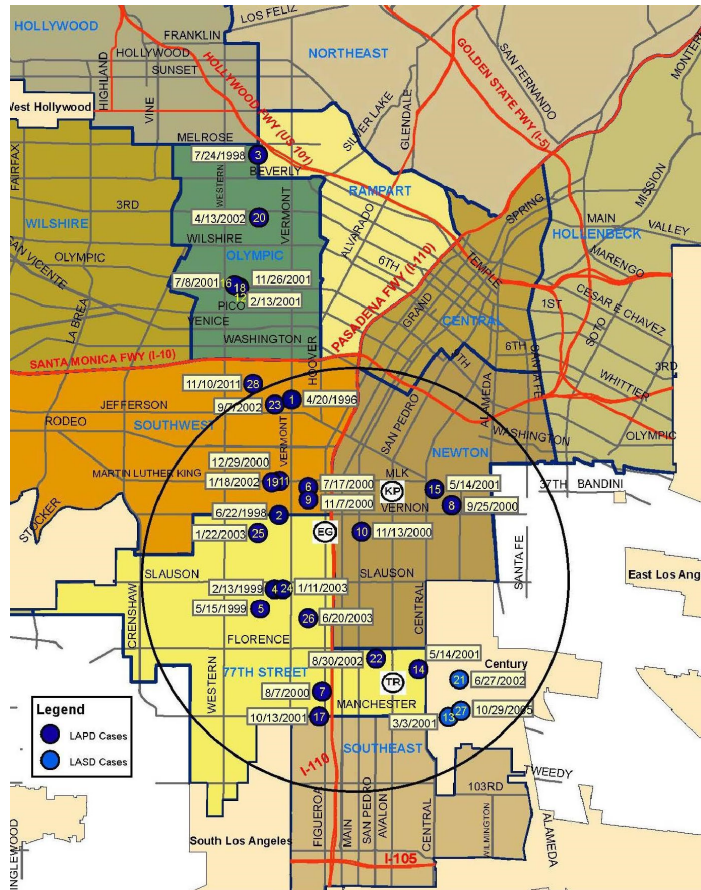 HOLLYWOOD
LOS FELIZ
FRANKLIN
HOLLYWOOD
SUNSET
HIGHLAND
VINE
West Hollywood
HOLLYWOOD FWY (US 101)
NORTHEAST
GOLDEN STATE FWY (I-5)
SAN FERNANDO
SILVER LAKE
GLENDALE
MELROSE
7/24/1998
3
BEVERLY
FAIRFAX
3RD
WESTERN
VERMONT
RAMPART
ALVARADO
SPRING
MAIN
MISSION
4/13/2002
20
WILSHIRE
WILSHIRE
OLYMPIC
6TH
HOLLENBECK
VALLEY
MARENGO
OLYMPIC
SAN VICENTE
7/8/2001
16
18
11/26/2001
12
2/13/2001
PICO
VENICE
LA BREA
WASHINGTON
PASADENA FWY (I-110)
TEMPLE
GRAND
CENTRAL
1ST
CESAR E CHAVEZ
SOTO
6TH
9TH
SANTA FE
3RD
WHITTIER
SANTA MONICA FWY (I-10)
HOOVER
11/10/2011
28
SAN PEDRO
ALAMEDA
JEFFERSON
9/7/2002
23
1
4/20/1996
RODEO
SOUTHWEST
VERMONT
NEWTON
WASHINGTON
OLYMPIC
12/29/2000
MARTIN LUTHER KING
MLK
1/18/2002
19
11
6
7/17/2000
KP
15
5/14/2001
37TH
BANDINI
STOCKER
9
11/7/2000
VERNON
8
9/25/2000
6/22/1998
2
1/22/2003
25
EG
10
11/13/2000
SANTA FE
SLAUSON
SLAUSON
East Los Ang
CRENSHAW
2/13/1999
4
24
1/11/2003
CENTRAL
5/15/1999
5
26
6/20/2003
FLORENCE
WESTERN
77TH STREET
8/30/2002
22
5/14/2001
14
Century
TR
21
6/27/2002
8/7/2000
7
MANCHESTER
Legend
LAPD Cases
LASD Cases
10/13/2001
17
3/3/2001
13
27
10/29/2005
SOUTHEAST
I-110
TWEEDY
103RD
South Los Angeles
FIGUEROA
MAIN
SAN PEDRO
AVALON
CENTRAL
WILMINGTON
ALAMEDA
INGLEWOOD
I-105